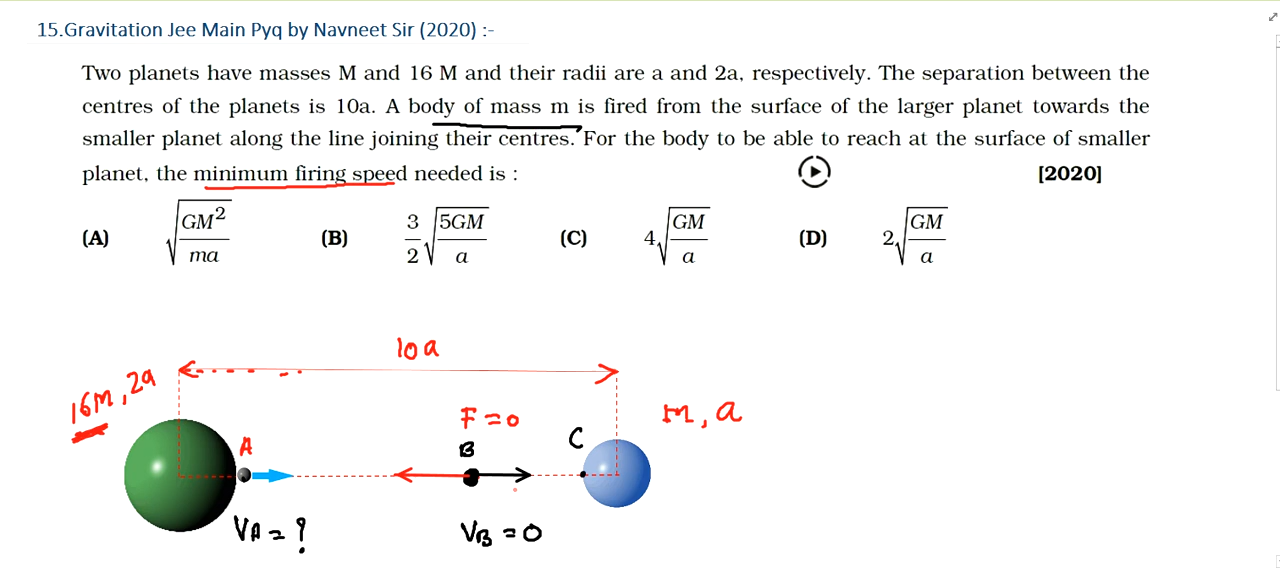 15.Gravitation Jee Main Pyq by Navneet Sir (2020) :-
Two planets have masses M and 16 M and their radii are a and 2a, respectively. The separation between the
centres of the planets is 10a. A body of mass m is fired from the surface of the larger planet towards the
smaller planet along the line joining their centres. For the body to be able to reach at the surface of smaller
planet, the minimum firing speed needed is :
[2020]
(A) √(GM²/ma) (B) 3/2 √(5GM/a) (C) 4√(GM/a) (D) 2√(GM/a)
10a
16M, 2a
F=0
m, a
A
B
C
VA = ?
VB = 0